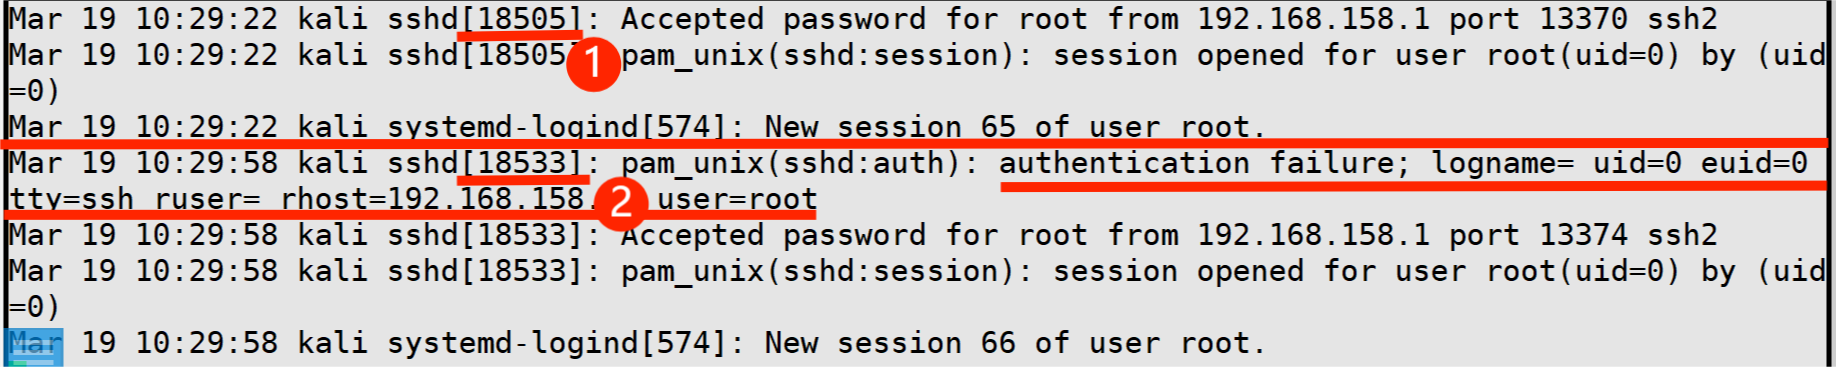 Mar 19 10:29:22 kali sshd[18505]: Accepted password for root from 192.168.158.1 port 13370 ssh2
Mar 19 10:29:22 kali sshd[18505] 1 pam_unix(sshd:session): session opened for user root(uid=0) by (uid
=0)
Mar 19 10:29:22 kali systemd-logind[574]: New session 65 of user root.
Mar 19 10:29:58 kali sshd[18533]: pam_unix(sshd:auth): authentication failure; logname= uid=0 euid=0
tty=ssh ruser= rhost=192.168.158. 2 user=root
Mar 19 10:29:58 kali sshd[18533]: Accepted password for root from 192.168.158.1 port 13374 ssh2
Mar 19 10:29:58 kali sshd[18533]: pam_unix(sshd:session): session opened for user root(uid=0) by (uid
=0)
Mar 19 10:29:58 kali systemd-logind[574]: New session 66 of user root.